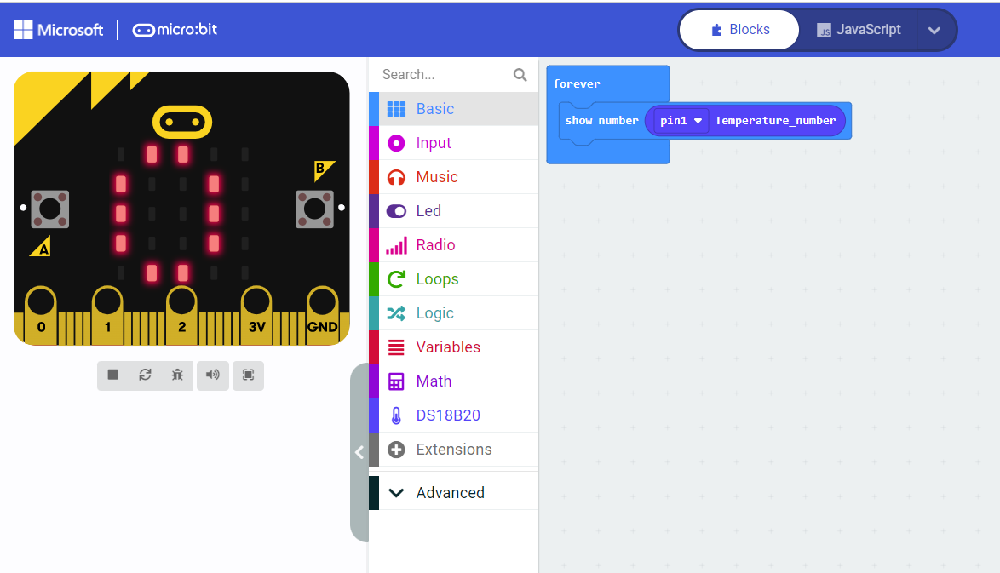 Microsoft micro:bit
Blocks
JS JavaScript
B
A
0 1 2 3V GND
Search...
Basic
Input
Music
Led
Radio
Loops
Logic
Variables
Math
DS18B20
Extensions
Advanced
forever
show number pin1 Temperature_number